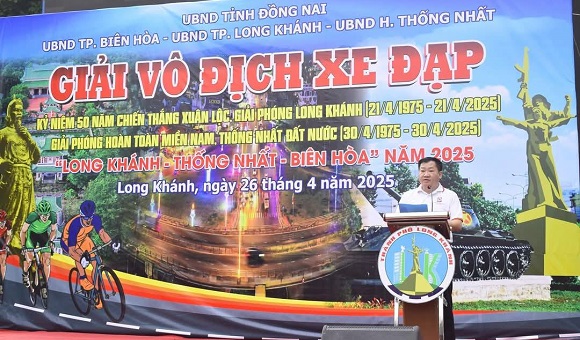 UBND TỈNH ĐỒNG NAI
UBND TP. BIÊN HÒA - UBND TP. LONG KHÁNH - UBND H. THỐNG NHẤT
GIẢI VÔ ĐỊCH XE ĐẠP
KỶ NIỆM 50 NĂM CHIẾN THẮNG XUÂN LỘC, GIẢI PHÓNG LONG KHÁNH (21/4/1975 - 21/4/2025)
GIẢI PHÓNG HOÀN TOÀN MIỀN NAM, THỐNG NHẤT ĐẤT NƯỚC (30/4/1975 - 30/4/2025)
"LONG KHÁNH - THỐNG NHẤT - BIÊN HÒA" NĂM 2025
Long Khánh, ngày 26 tháng 4 năm 2025
THÀNH PHỐ LONG KHÁNH